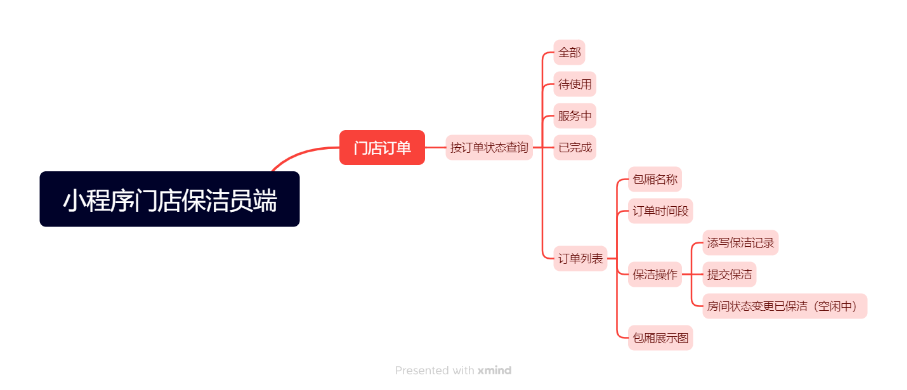 小程序门店保洁员端
门店订单
按订单状态查询
全部
待使用
服务中
已完成
订单列表
包厢名称
订单时间段
保洁操作
添写保洁记录
提交保洁
房间状态变更已保洁（空闲中）
包厢展示图
Presented with xmind